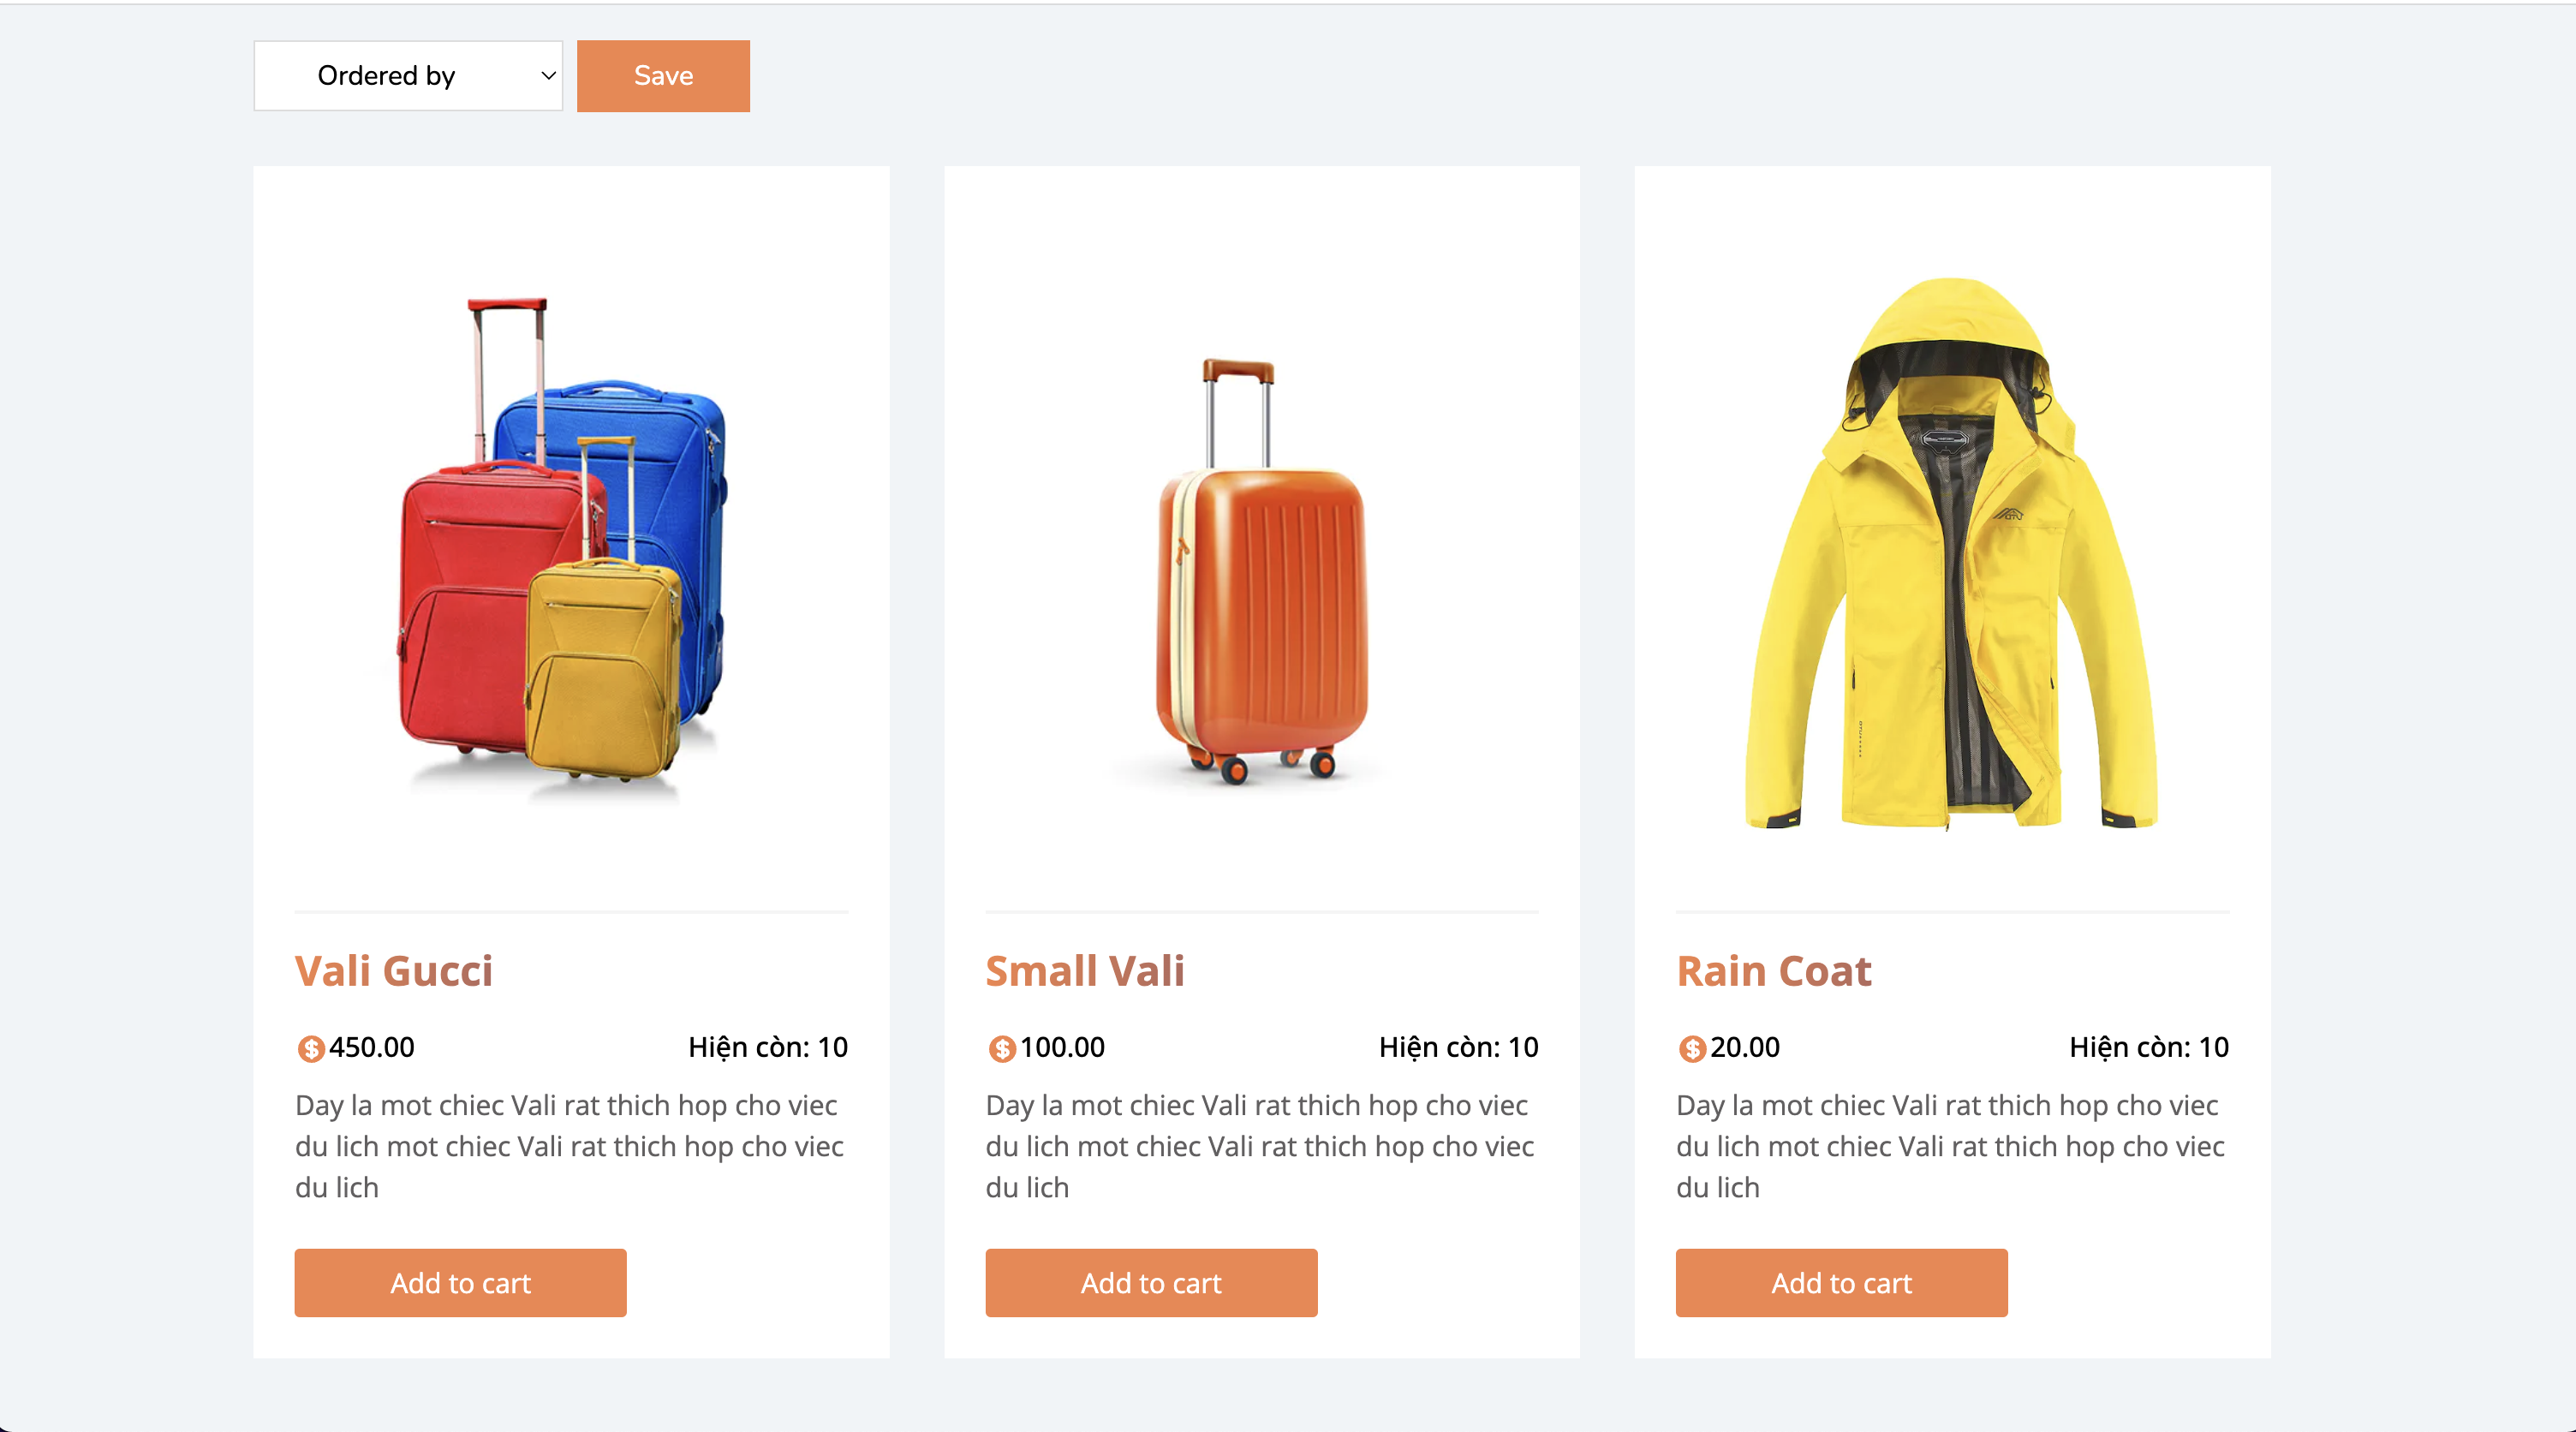 Ordered by
Save
Vali Gucci
$450.00
Hiện còn: 10
Day la mot chiec Vali rat thich hop cho viec
du lich mot chiec Vali rat thich hop cho viec
du lich
Add to cart
Small Vali
$100.00
Hiện còn: 10
Day la mot chiec Vali rat thich hop cho viec
du lich mot chiec Vali rat thich hop cho viec
du lich
Add to cart
Rain Coat
$20.00
Hiện còn: 10
Day la mot chiec Vali rat thich hop cho viec
du lich mot chiec Vali rat thich hop cho viec
du lich
Add to cart